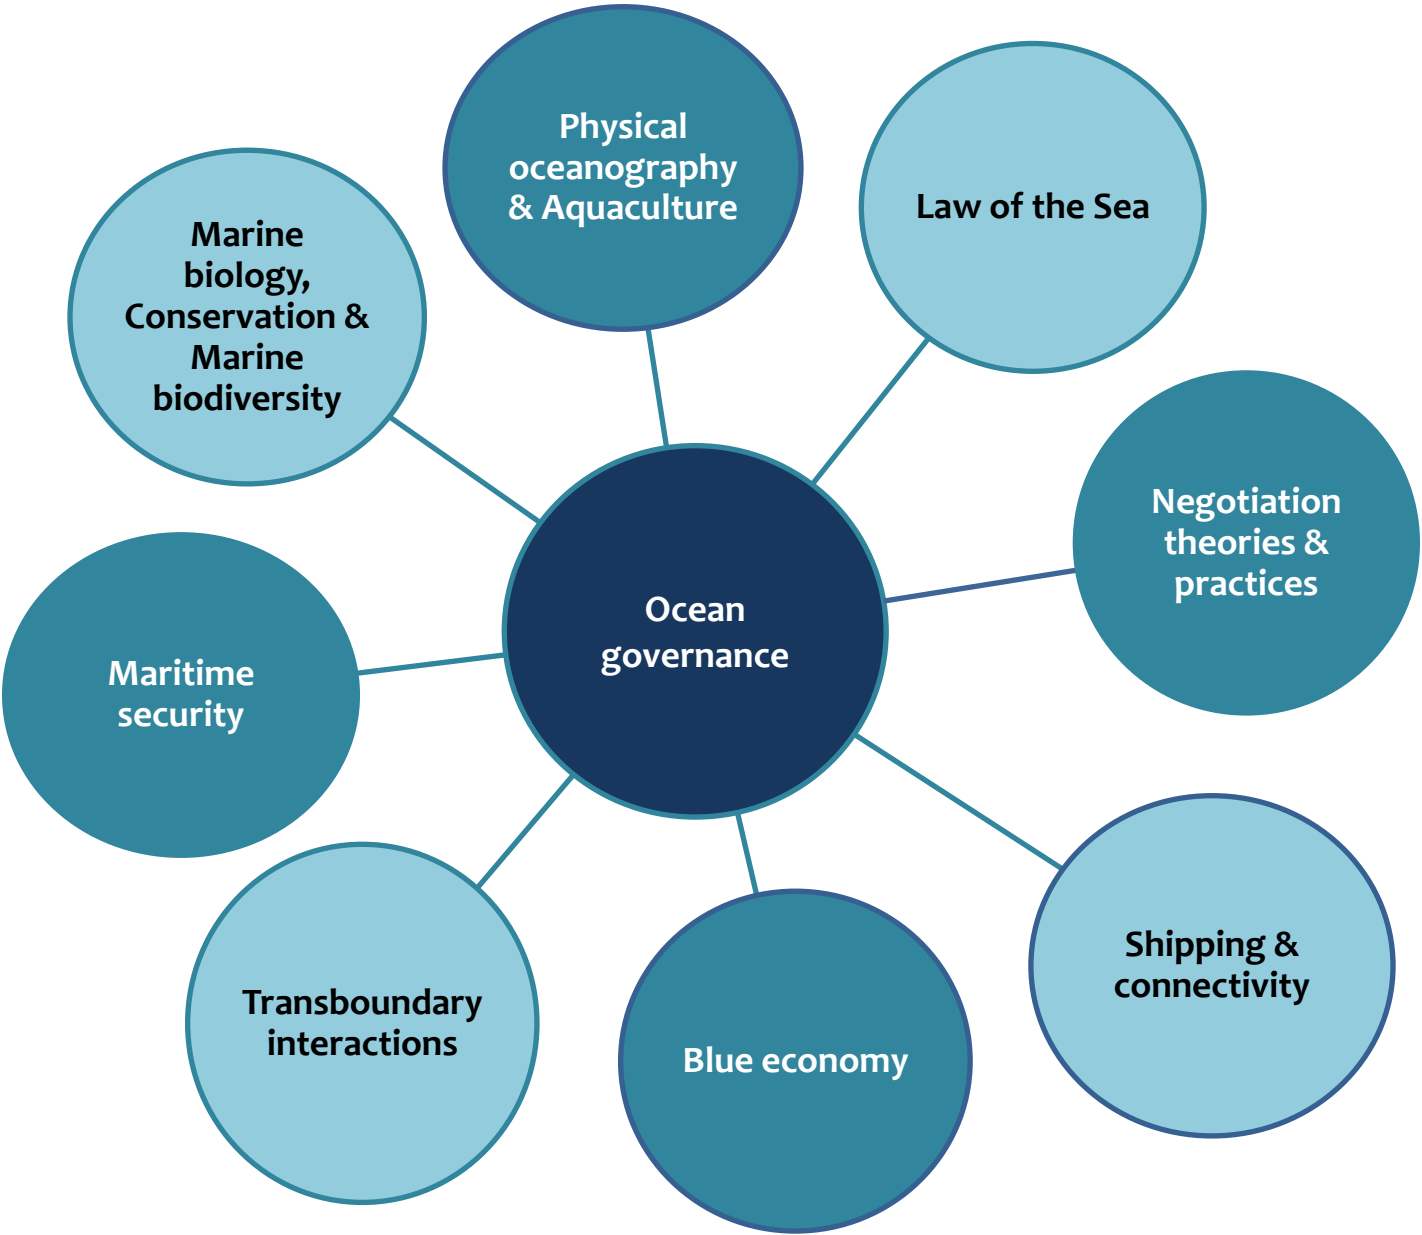 Physical
oceanography
& Aquaculture
Law of the Sea
Marine
biology,
Conservation &
Marine
biodiversity
Negotiation
theories &
practices
Ocean
governance
Maritime
security
Shipping &
connectivity
Transboundary
interactions
Blue economy